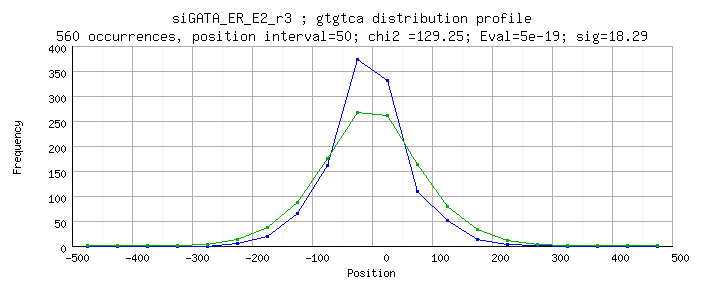 siGATA_ER_E2_r3 ; gtgtca distribution profile
560 occurrences, position interval=50; chi2 =129.25; Eval=5e-19; sig=18.29
400
350
300
250
200
150
100
50
0
Frequency
-500 -400 -300 -200 -100 0 100 200 300 400 500
Position